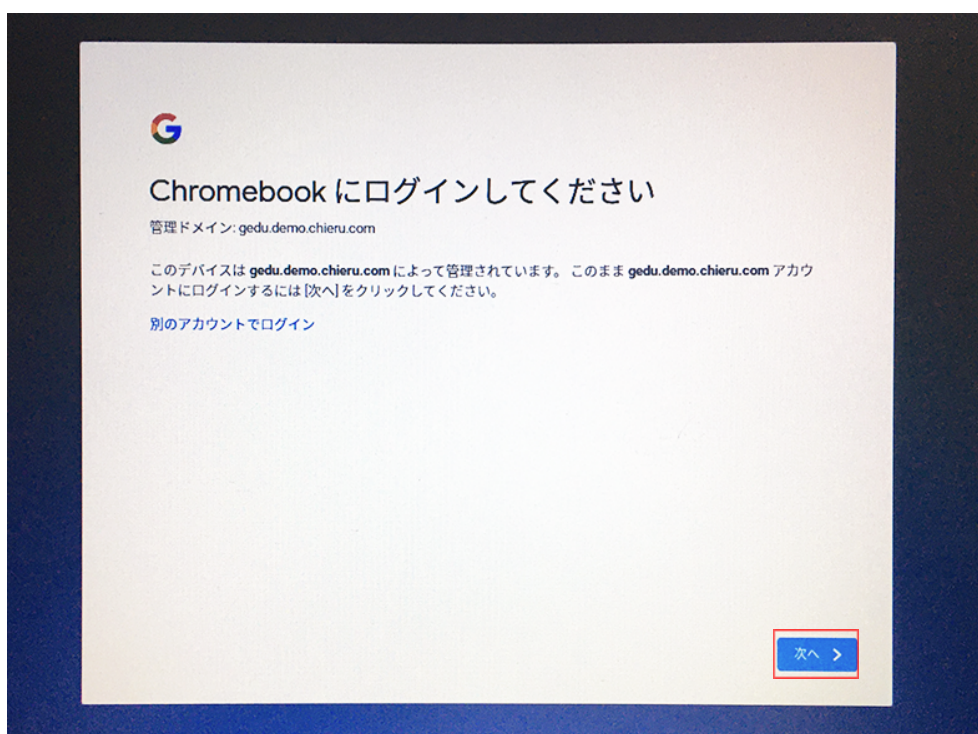 Chromebook にログインしてください
管理ドメイン: gedu.demo.chieru.com
このデバイスは gedu.demo.chieru.com によって管理されています。 このまま gedu.demo.chieru.com アカウ
ントにログインするには [次へ] をクリックしてください。
別のアカウントでログイン
次へ